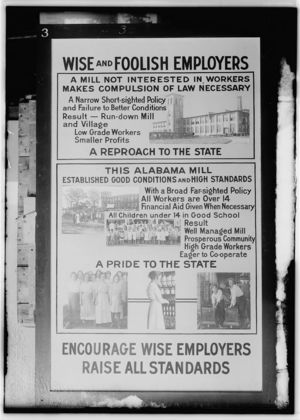 3
WISE AND FOOLISH EMPLOYERS
A MILL NOT INTERESTED IN WORKERS
MAKES COMPULSION OF LAW NECESSARY
A Narrow Short-sighted Policy
and Failure to Better Conditions
Result — Run-down Mill
and Village
Low Grade Workers
Smaller Profits
A REPROACH TO THE STATE
THIS ALABAMA MILL
ESTABLISHED GOOD CONDITIONS AND HIGH STANDARDS
With a Broad Far-sighted Policy
All Workers are Over 14
Financial Aid Given When Necessary
All Children under 14 in Good School
Result
Well Managed Mill
Prosperous Community
High Grade Workers
Eager to Co-operate
A PRIDE TO THE STATE
ENCOURAGE WISE EMPLOYERS
RAISE ALL STANDARDS